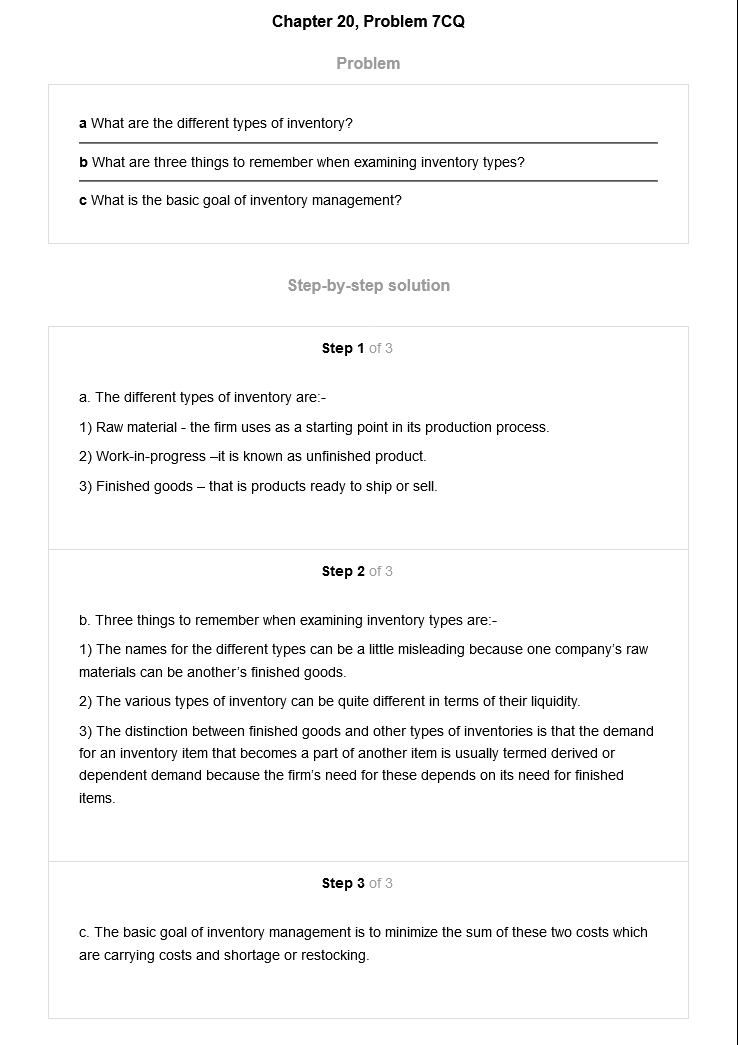 Chapter 20, Problem 7CQ
Problem
a What are the different types of inventory?
b What are three things to remember when examining inventory types?
c What is the basic goal of inventory management?
Step-by-step solution
Step 1 of 3
a. The different types of inventory are:-
1) Raw material - the firm uses as a starting point in its production process.
2) Work-in-progress –it is known as unfinished product.
3) Finished goods – that is products ready to ship or sell.
Step 2 of 3
b. Three things to remember when examining inventory types are:-
1) The names for the different types can be a little misleading because one company’s raw
materials can be another’s finished goods.
2) The various types of inventory can be quite different in terms of their liquidity.
3) The distinction between finished goods and other types of inventories is that the demand
for an inventory item that becomes a part of another item is usually termed derived or
dependent demand because the firm’s need for these depends on its need for finished
items.
Step 3 of 3
c. The basic goal of inventory management is to minimize the sum of these two costs which
are carrying costs and shortage or restocking.